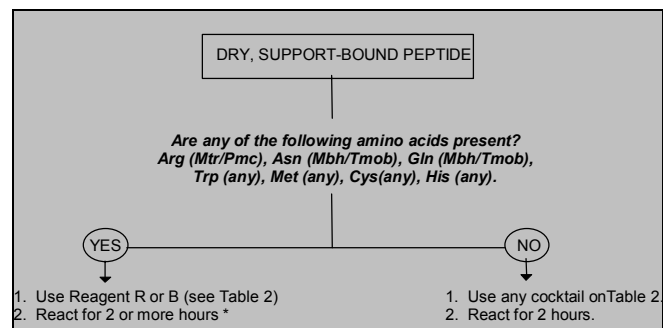 DRY, SUPPORT-BOUND PEPTIDE
Are any of the following amino acids present?
Arg (Mtr/Pmc), Asn (Mbh/Tmob), Gln (Mbh/Tmob),
Trp (any), Met (any), Cys(any), His (any).
YES
NO
1. Use Reagent R or B (see Table 2)
2. React for 2 or more hours *
1. Use any cocktail onTable 2.
2. React for 2 hours.